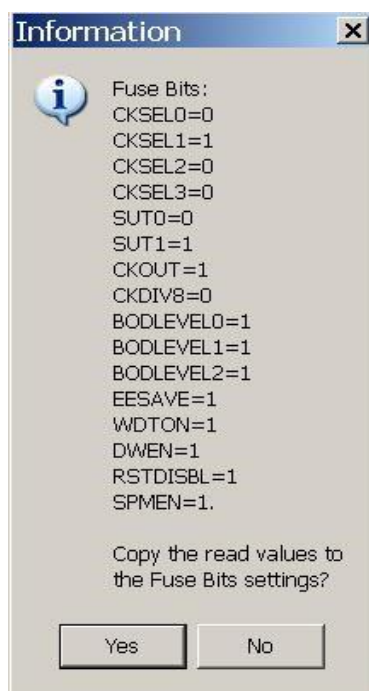 Information
Fuse Bits:
CKSEL0=0
CKSEL1=1
CKSEL2=0
CKSEL3=0
SUT0=0
SUT1=1
CKOUT=1
CKDIV8=0
BODLEVEL0=1
BODLEVEL1=1
BODLEVEL2=1
EESAVE=1
WDTON=1
DWEN=1
RSTDISBL=1
SPMEN=1.
Copy the read values to
the Fuse Bits settings?
Yes
No